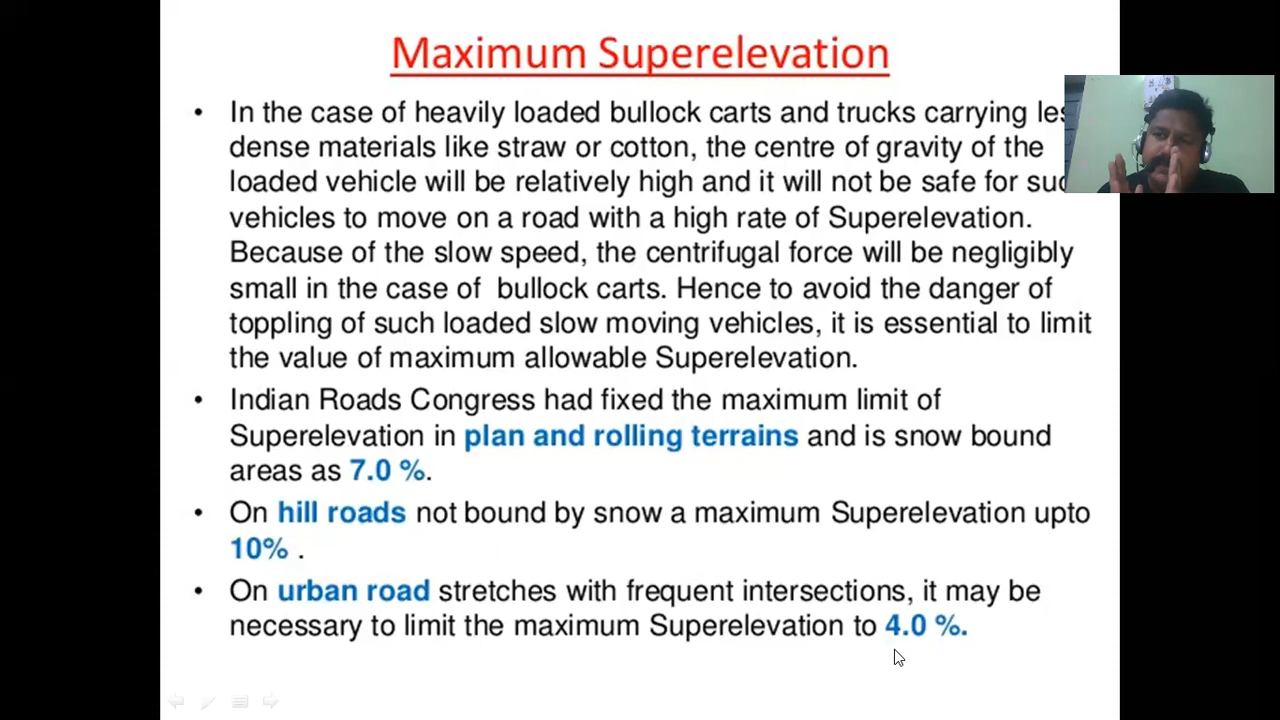 Maximum Superelevation
• In the case of heavily loaded bullock carts and trucks carrying
dense materials like straw or cotton, the centre of gravity of the
loaded vehicle will be relatively high and it will not be safe for
vehicles to move on a road with a high rate of Superelevation.
Because of the slow speed, the centrifugal force will be negligibly
small in the case of bullock carts. Hence to avoid the danger of
toppling of such loaded slow moving vehicles, it is essential to limit
the value of maximum allowable Superelevation.
• Indian Roads Congress had fixed the maximum limit of
Superelevation in plan and rolling terrains and is snow bound
areas as 7.0 %.
• On hill roads not bound by snow a maximum Superelevation upto
10% .
• On urban road stretches with frequent intersections, it may be
necessary to limit the maximum Superelevation to 4.0 %.